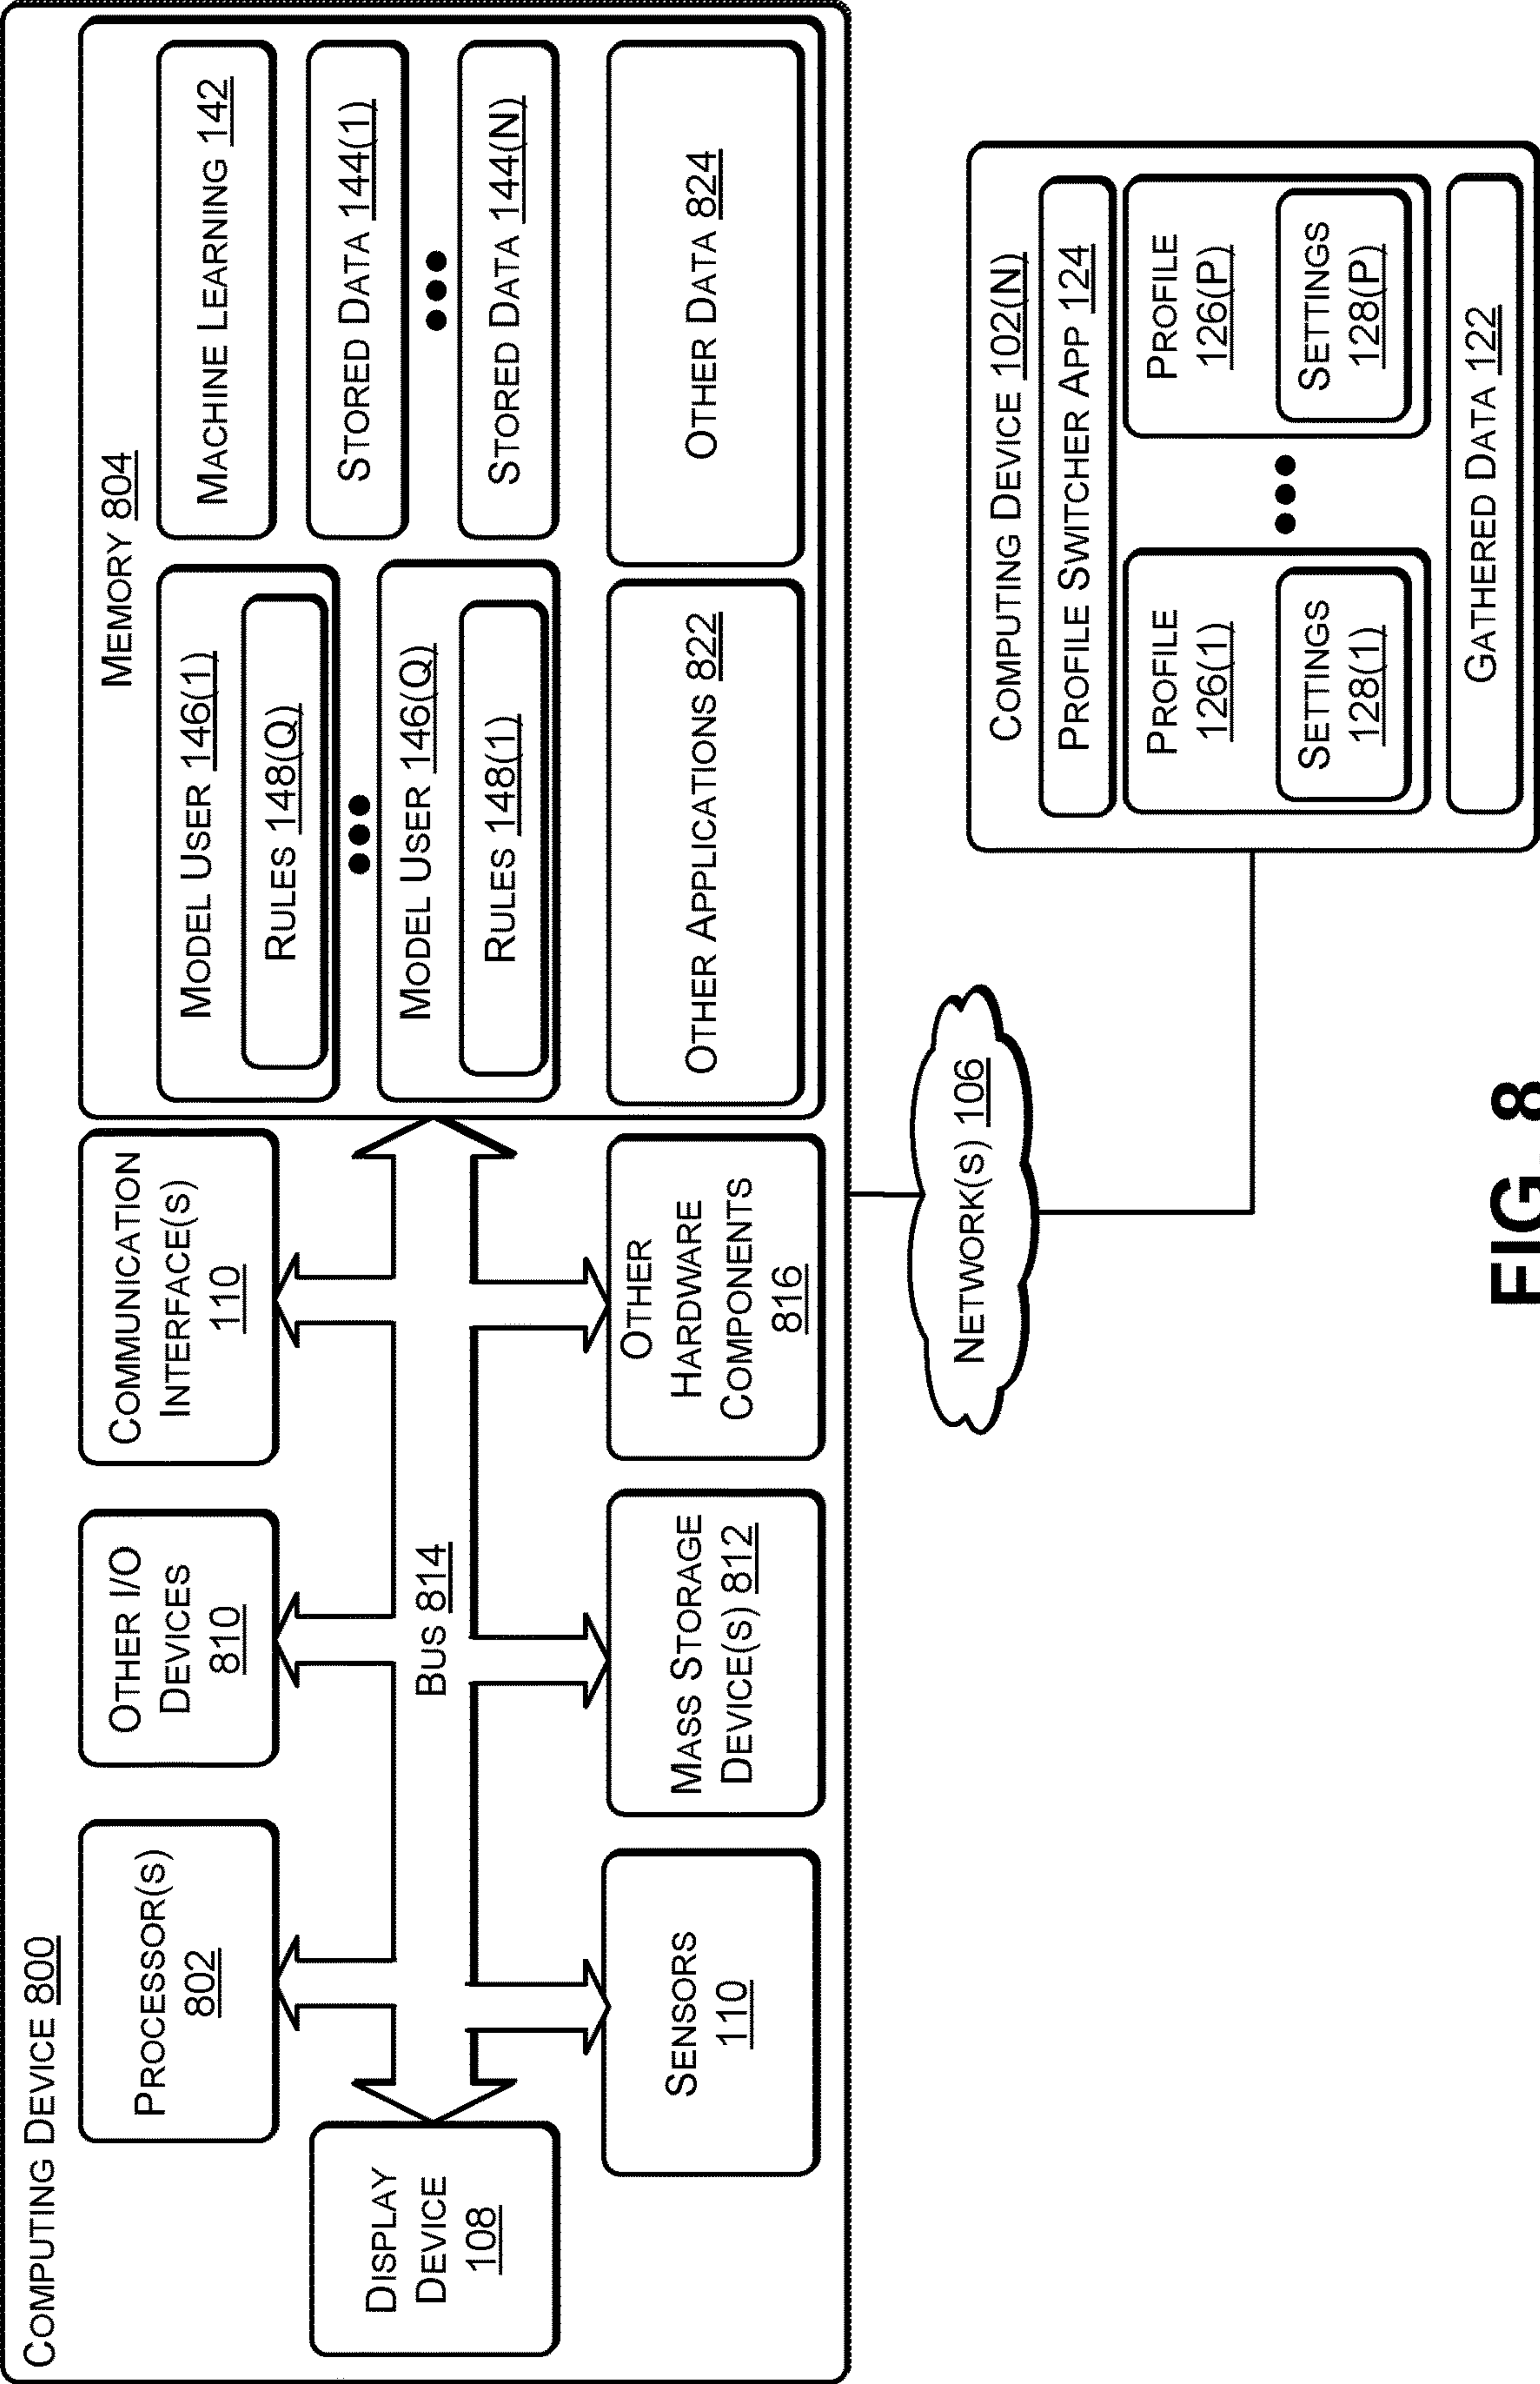 COMPUTING DEVICE 800
PROCESSOR(S)
802
OTHER I/O
DEVICES
810
COMMUNICATION
INTERFACE(S)
110
DISPLAY
DEVICE
108
BUS 814
SENSORS
110
MASS STORAGE
DEVICE(S) 812
OTHER
HARDWARE
COMPONENTS
816
MEMORY 804
MODEL USER 146(1)
RULES 148(Q)
MODEL USER 146(Q)
RULES 148(1)
OTHER APPLICATIONS 822
MACHINE LEARNING 142
STORED DATA 144(1)
STORED DATA 144(N)
OTHER DATA 824
NETWORK(S) 106
COMPUTING DEVICE 102(N)
PROFILE SWITCHER APP 124
PROFILE
126(1)
SETTINGS
128(1)
PROFILE
126(P)
SETTINGS
128(P)
GATHERED DATA 122
FIG. 8